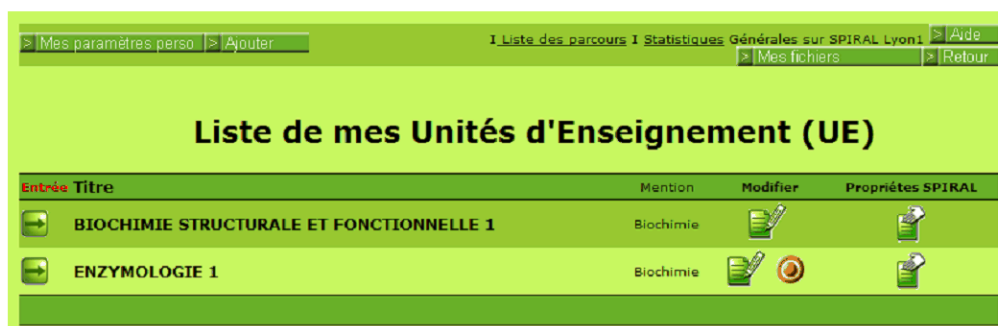 > Mes paramètres perso > Ajouter I Liste des parcours I Statistiques Générales sur SPIRAL Lyon1 > Aide
> Mes fichiers > Retour
Liste de mes Unités d'Enseignement (UE)
Entrée Titre Mention Modifier Propriétes SPIRAL
BIOCHIMIE STRUCTURALE ET FONCTIONNELLE 1 Biochimie
ENZYMOLOGIE 1 Biochimie